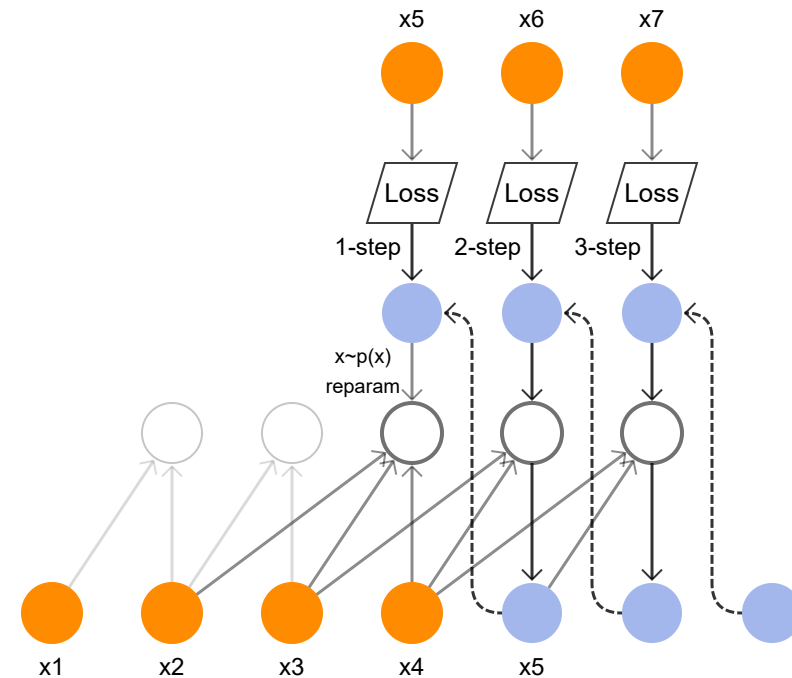 x5
x6
x7
Loss
Loss
Loss
1-step
2-step
3-step
x~p(x)
reparam
x1
x2
x3
x4
x5